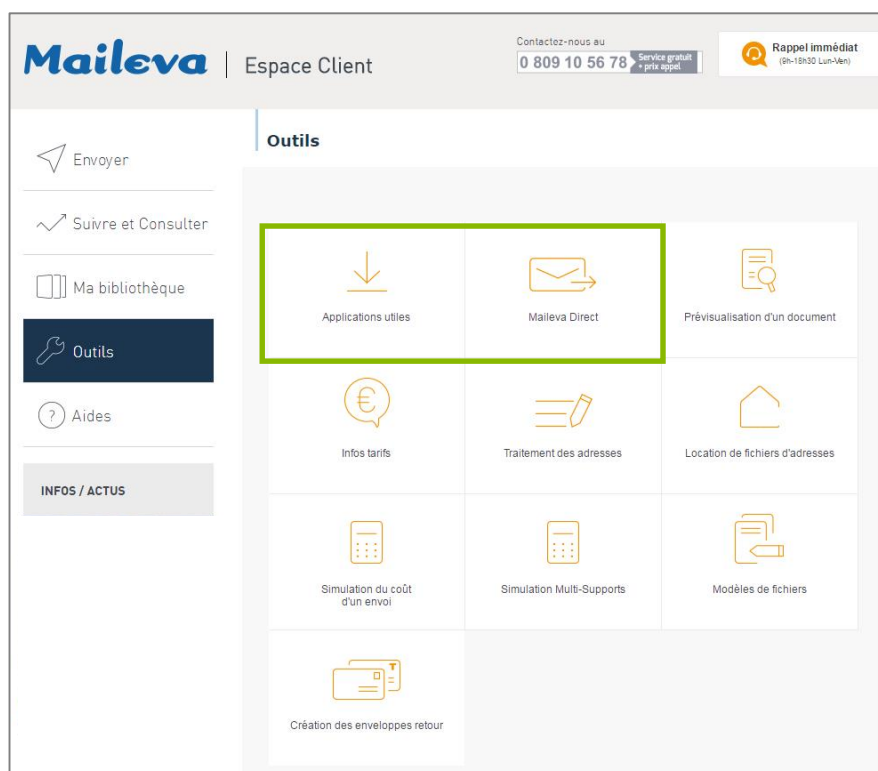 Maileva | Espace Client
Contactez-nous au
0 809 10 56 78 Service gratuit
+ prix appel
Rappel immédiat
(9h-18h30 Lun-Ven)
Envoyer
Suivre et Consulter
Ma bibliothèque
Outils
? Aides
INFOS / ACTUS
Outils
Applications utiles
Maileva Direct
Prévisualisation d'un document
€
Infos tarifs
Traitement des adresses
Location de fichiers d'adresses
Simulation du coût
d'un envoi
Simulation Multi-Supports
Modèles de fichiers
T
Création des enveloppes retour